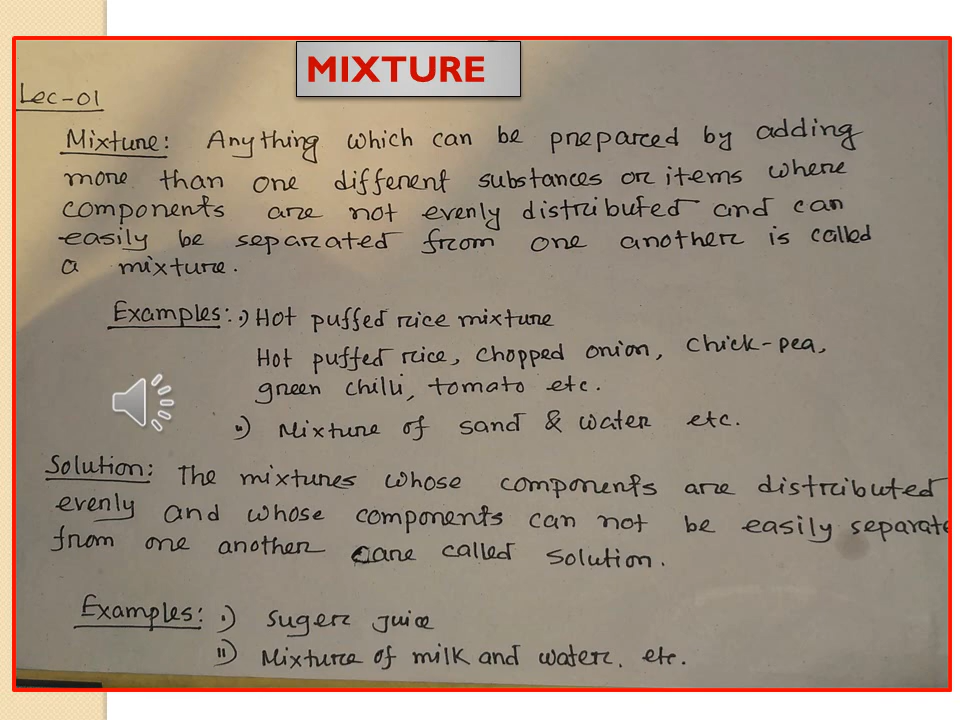 MIXTURE
Lec-01
Mixture: Anything which can be prepared by adding
more than one different substances or items where
components are not evenly distributed and can
easily be separated from one another is called
a mixture.
Examples: i) Hot puffed rice mixture
Hot puffed rice, chopped onion, chick-pea,
green chilli, tomato etc.
ii) Mixture of sand & water etc.
Solution: The mixtures whose components are distributed
evenly and whose components can not be easily separate
from one another are called solution.
Examples: i) Suger juice
ii) Mixture of milk and water. etc.